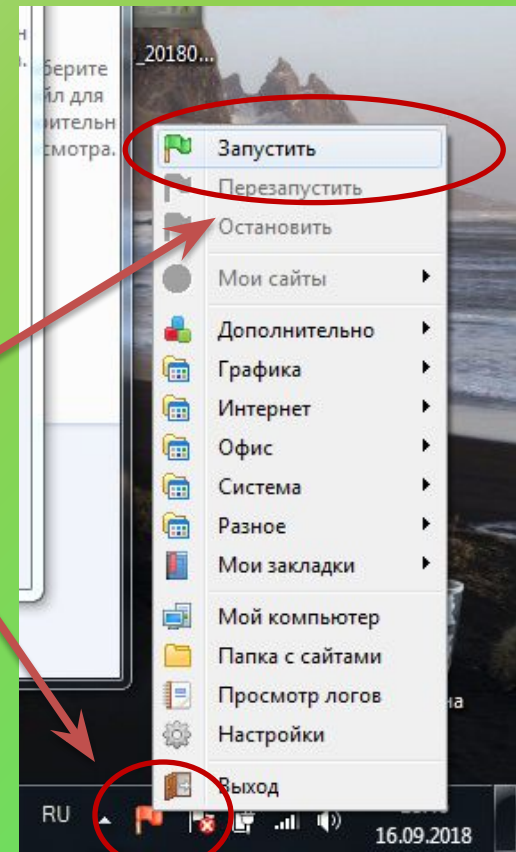 _20180...
берите
йл для
смотра.
Запустить
Перезапустить
Остановить
Мои сайты
Дополнительно
Графика
Интернет
Офис
Система
Разное
Мои закладки
Мой компьютер
Папка с сайтами
Просмотр логов
Настройки
Выход
RU
16.09.2018